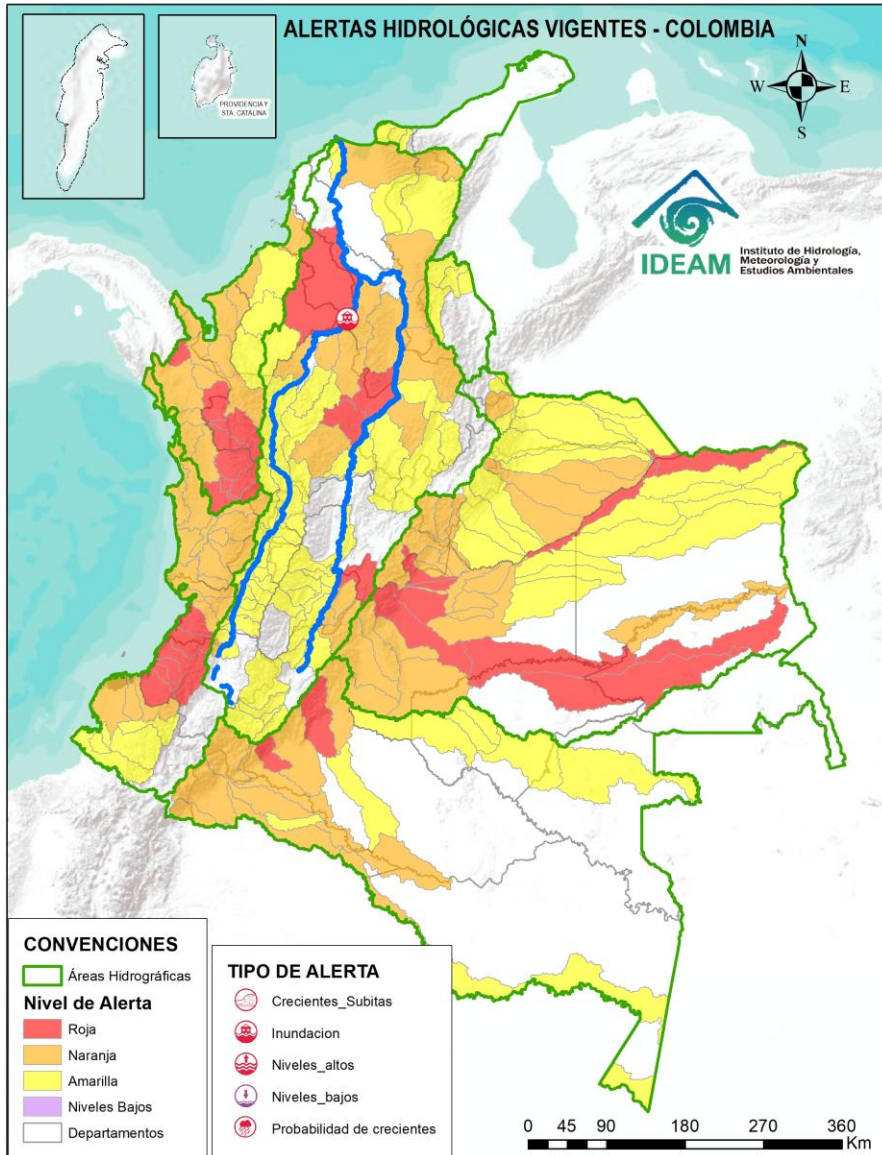 ALERTAS HIDROLÓGICAS VIGENTES - COLOMBIA
PROVIDENCIA Y
STA. CATALINA
N
W E
S
IDEAM
Instituto de Hidrología,
Meteorología y
Estudios Ambientales
CONVENCIONES
Áreas Hidrográficas
Nivel de Alerta
Roja
Naranja
Amarilla
Niveles Bajos
Departamentos
TIPO DE ALERTA
Crecientes_Subitas
Inundacion
Niveles_altos
Niveles_bajos
Probabilidad de crecientes
0 45 90 180 270 360
Km